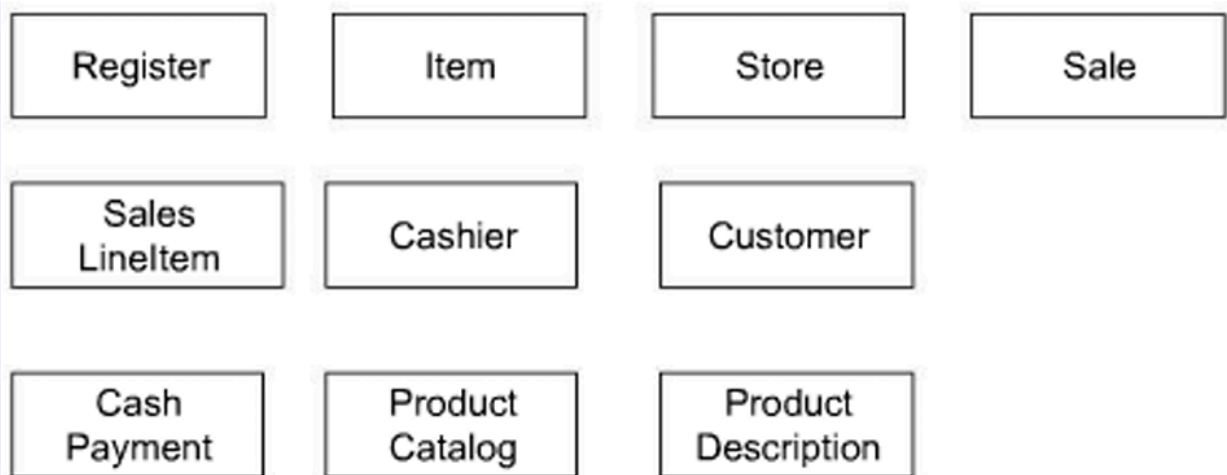 Register
Item
Store
Sale
Sales
LineItem
Cashier
Customer
Cash
Payment
Product
Catalog
Product
Description